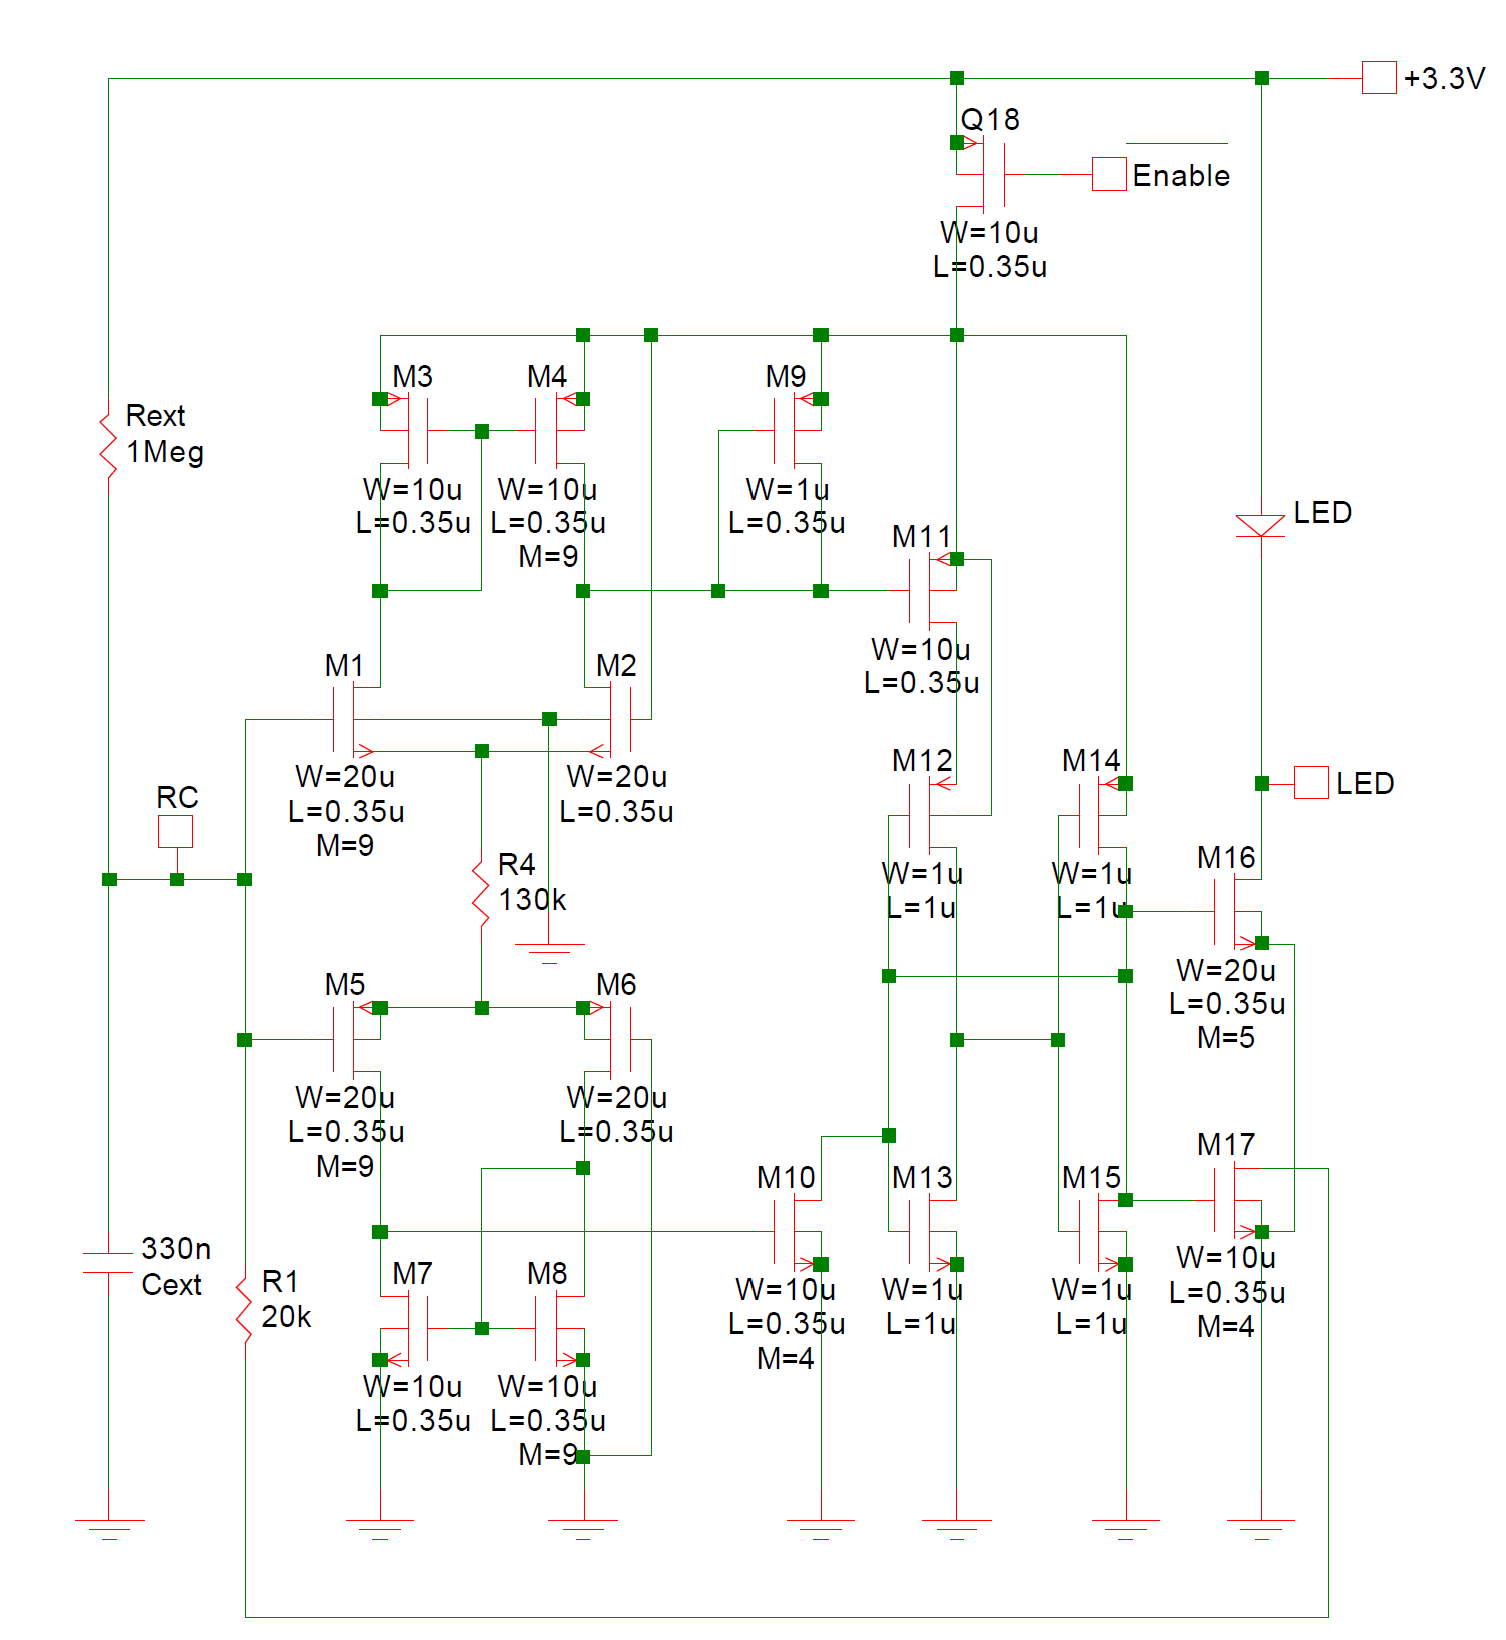 +3.3V
Q18
Enable
W=10u
L=0.35u
M3
M4
M9
Rext
1Meg
W=10u
L=0.35u
W=10u
L=0.35u
M=9
W=1u
L=0.35u
LED
M11
W=10u
L=0.35u
M1
M2
W=20u
L=0.35u
M=9
W=20u
L=0.35u
M12
M14
LED
RC
R4
130k
W=1u
L=1u
W=1u
L=1u
M16
W=20u
L=0.35u
M=5
M5
M6
W=20u
L=0.35u
M=9
W=20u
L=0.35u
M10
M13
M15
M17
330n
Cext
R1
20k
M7
M8
W=10u
L=0.35u
M=4
W=1u
L=1u
W=1u
L=1u
W=10u
L=0.35u
M=4
W=10u
L=0.35u
W=10u
L=0.35u
M=9